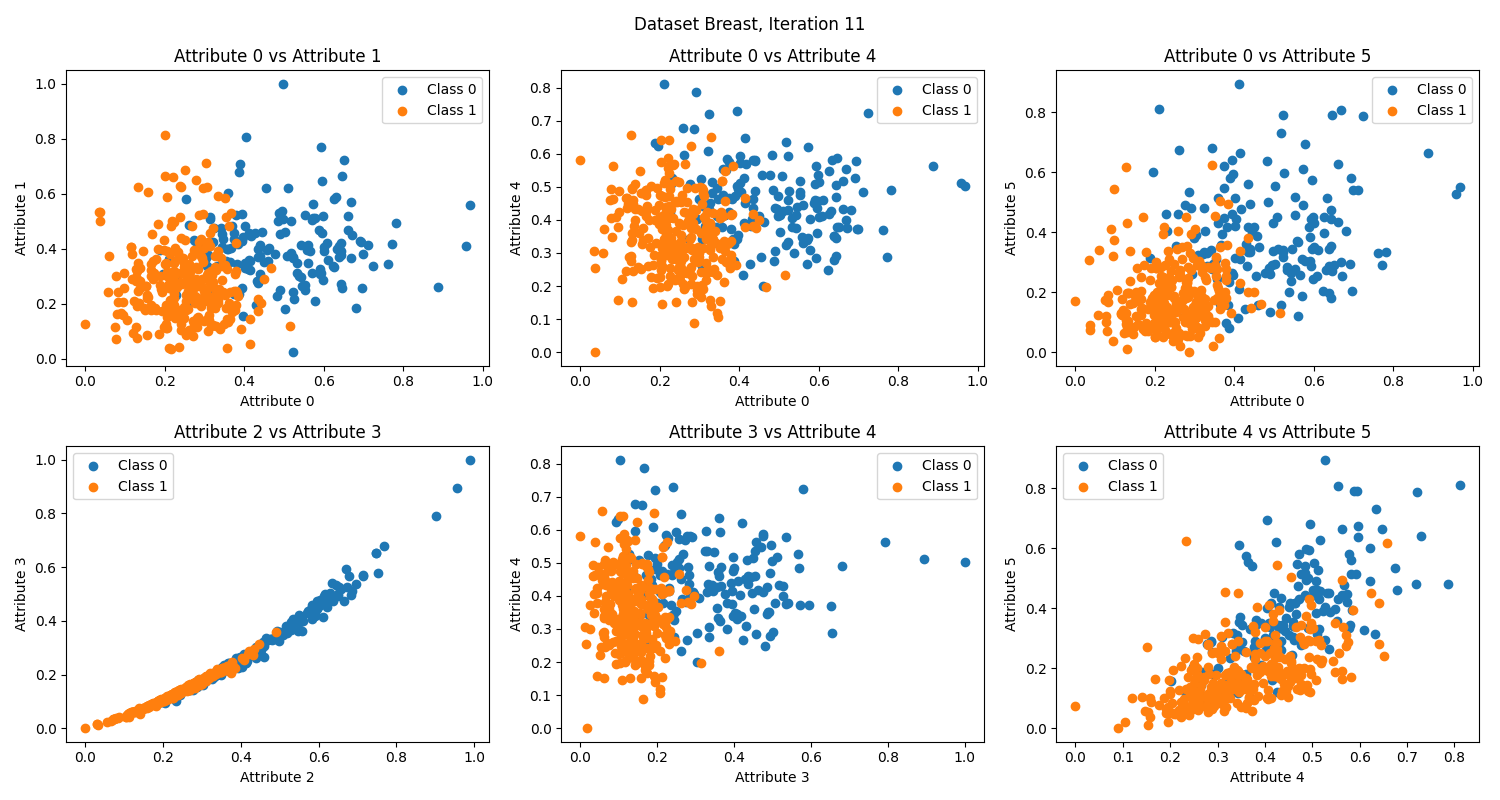 Dataset Breast, Iteration 11
Attribute 0 vs Attribute 1
Class 0
Class 1
Attribute 1
1.0
0.8
0.6
0.4
0.2
0.0
0.0 0.2 0.4 0.6 0.8 1.0
Attribute 0
Attribute 0 vs Attribute 4
Class 0
Class 1
Attribute 4
0.8
0.7
0.6
0.5
0.4
0.3
0.2
0.1
0.0
0.0 0.2 0.4 0.6 0.8 1.0
Attribute 0
Attribute 0 vs Attribute 5
Class 0
Class 1
Attribute 5
0.8
0.6
0.4
0.2
0.0
0.0 0.2 0.4 0.6 0.8 1.0
Attribute 0
Attribute 2 vs Attribute 3
Class 0
Class 1
Attribute 3
1.0
0.8
0.6
0.4
0.2
0.0
0.0 0.2 0.4 0.6 0.8 1.0
Attribute 2
Attribute 3 vs Attribute 4
Class 0
Class 1
Attribute 4
0.8
0.7
0.6
0.5
0.4
0.3
0.2
0.1
0.0
0.0 0.2 0.4 0.6 0.8 1.0
Attribute 3
Attribute 4 vs Attribute 5
Class 0
Class 1
Attribute 5
0.8
0.6
0.4
0.2
0.0
0.0 0.1 0.2 0.3 0.4 0.5 0.6 0.7 0.8
Attribute 4